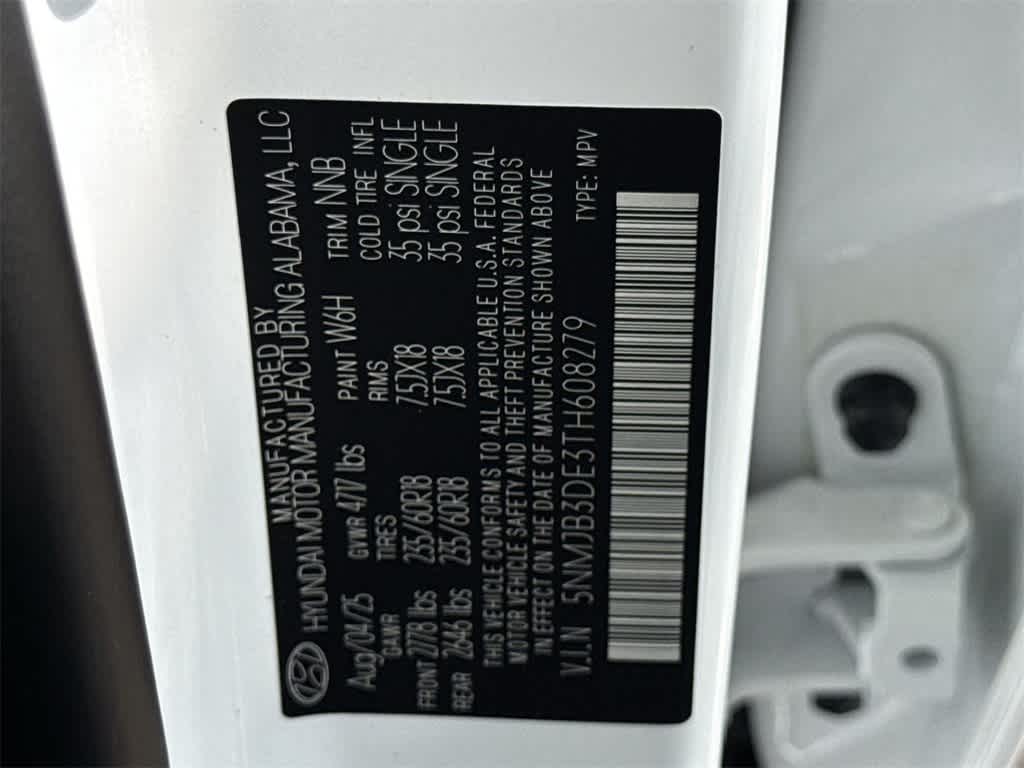 MANUFACTURED BY
HYUNDAI MOTOR MANUFACTURING ALABAMA, LLC
Aug/04/25 GVWR 4777 lbs PAINT W6H TRIM NNB
GAWR TIRES RIMS COLD TIRE INFL
FRONT 2778 lbs 235/60R18 7.5JX18 35 psi SINGLE
REAR 2646 lbs 235/60R18 7.5JX18 35 psi SINGLE
THIS VEHICLE CONFORMS TO ALL APPLICABLE U.S.A. FEDERAL
MOTOR VEHICLE SAFETY AND THEFT PREVENTION STANDARDS
IN EFFECT ON THE DATE OF MANUFACTURE SHOWN ABOVE
V.I.N 5NMJB3DE3TH608279 TYPE: MPV